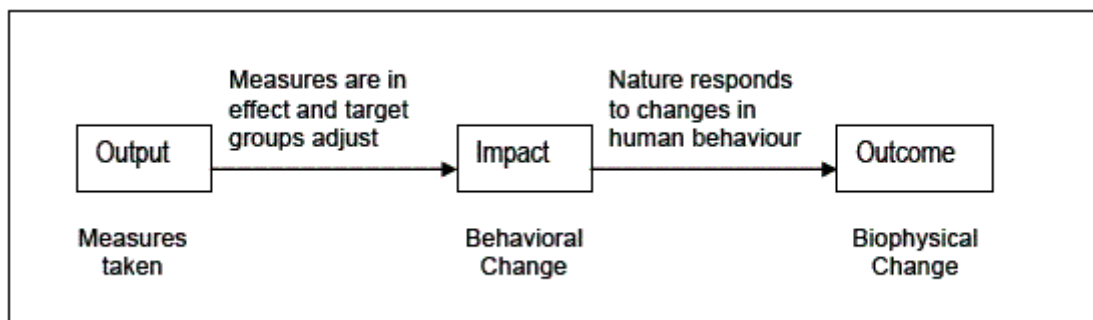 Measures are in
effect and target
groups adjust
Nature responds
to changes in
human behaviour
Output
Impact
Outcome
Measures
taken
Behavioral
Change
Biophysical
Change